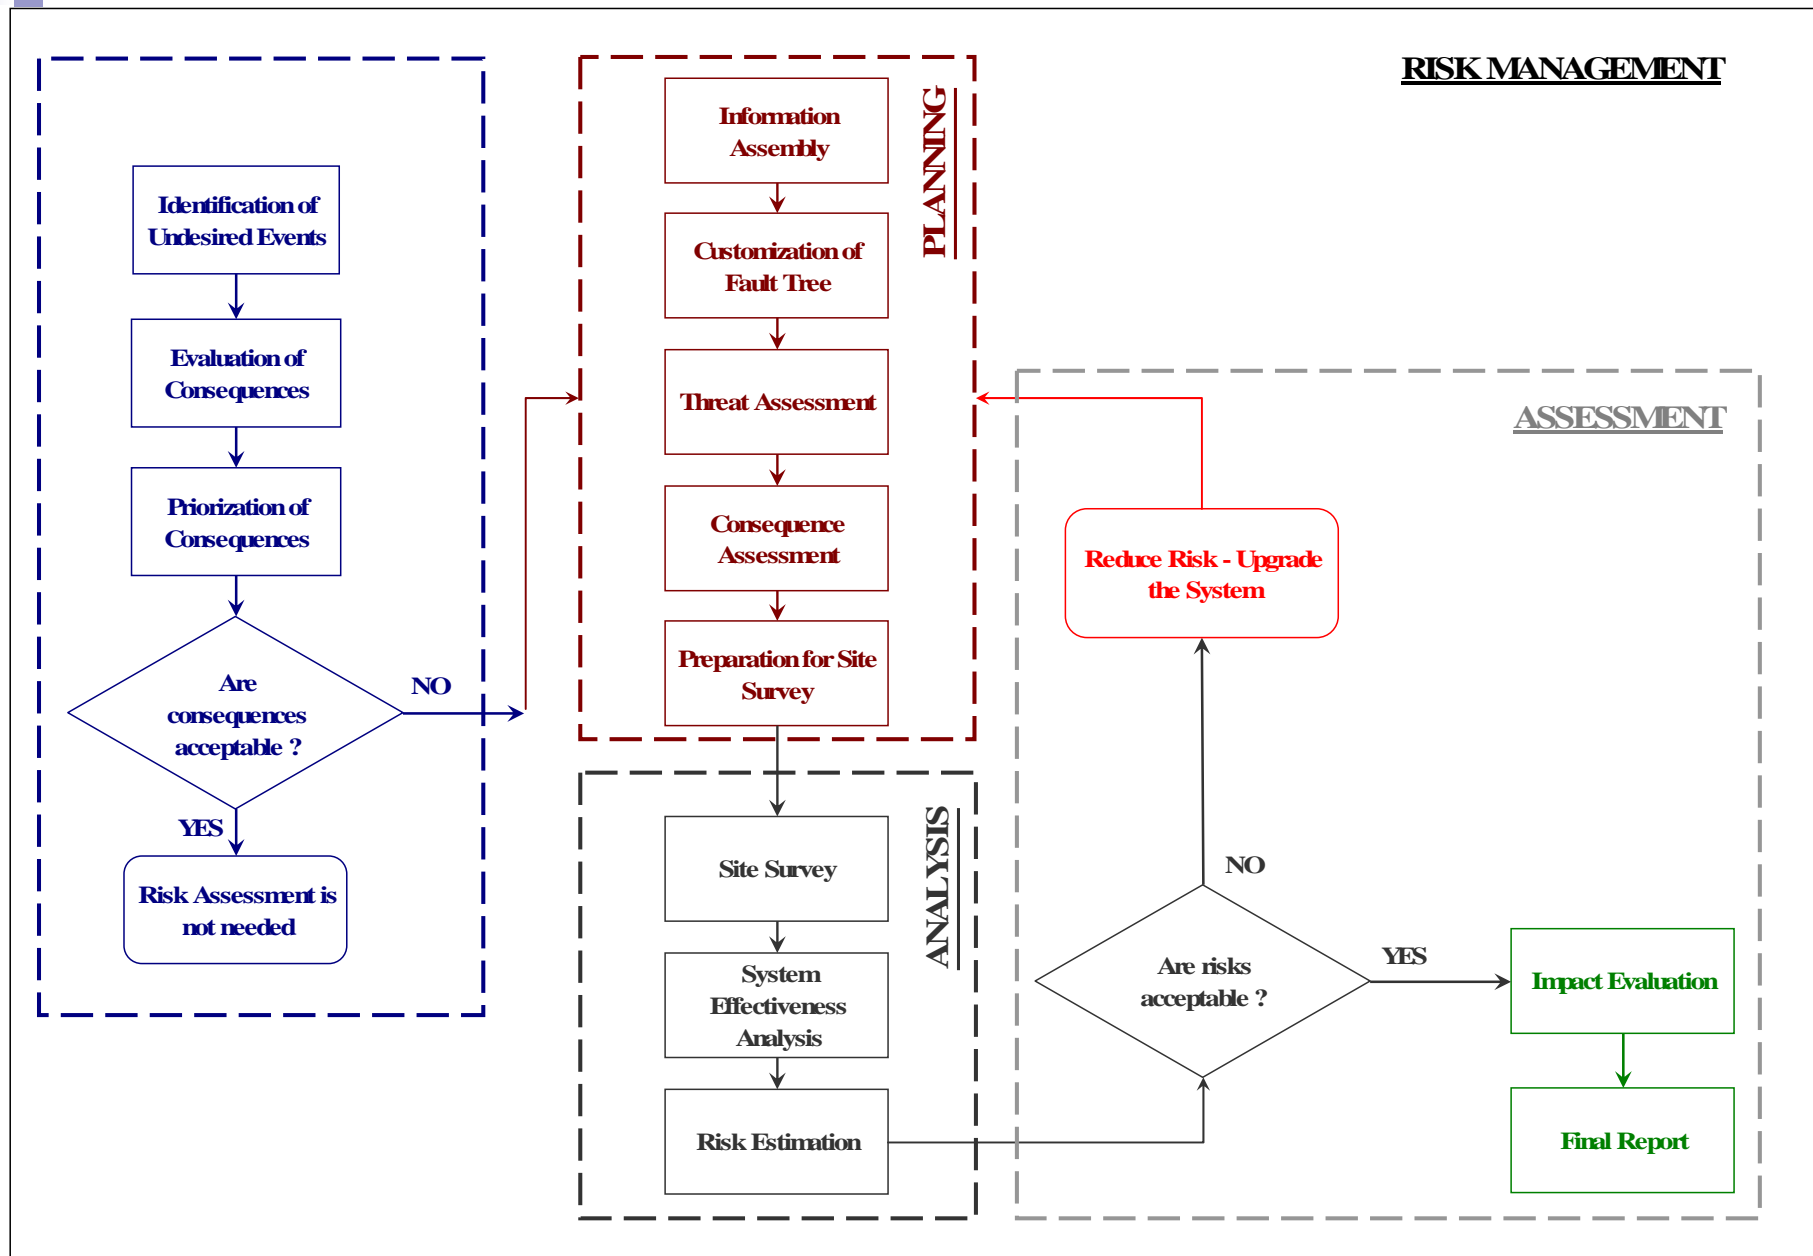 RISK MANAGEMENT
Identification of
Undesired Events
Evaluation of
Consequences
Priorization of
Consequences
Are
consequences
acceptable ?
NO
YES
Risk Assessment is
not needed
PLANNING
Information
Assembly
Customization of
Fault Tree
Threat Assessment
Consequence
Assessment
Preparation for Site
Survey
ANALYSIS
Site Survey
System
Effectiveness
Analysis
Risk Estimation
ASSESSMENT
Reduce Risk - Upgrade
the System
NO
Are risks
acceptable ?
YES
Impact Evaluation
Final Report